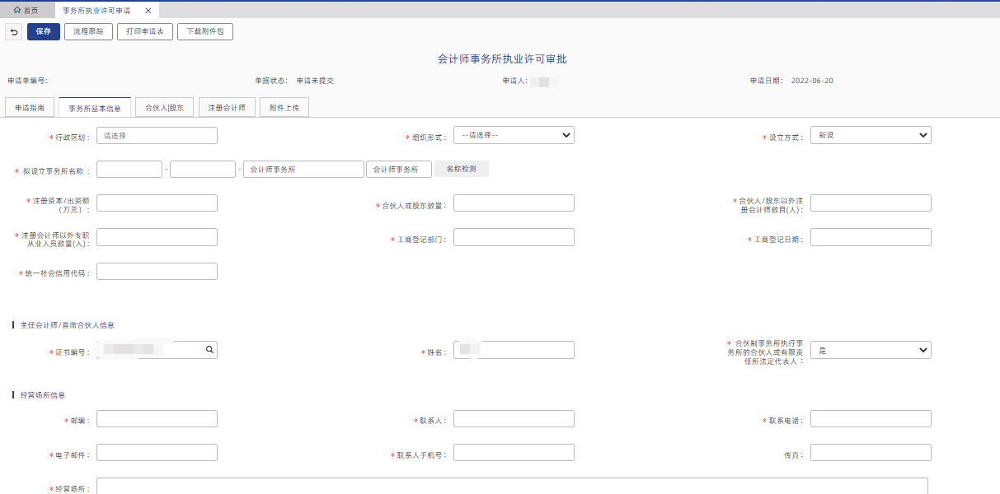 首页 事务所执业许可申请
保存 流程跟踪 打印申请表 下载附件包
会计师事务所执业许可审批
申请单编号: 单据状态: 申请未提交 申请人: 申请日期: 2022-06-20
申请指南 事务所基本信息 合伙人|股东 注册会计师 附件上传
*行政区划: 请选择 *组织形式: --请选择-- *设立方式: 新设
* 拟设立事务所名称 : - - 会计师事务所 会计师事务所 名称检测
*注册资本/出资额
(万元) : *合伙人或股东数量: *合伙人/股东以外注
册会计师数目(人):
*注册会计师以外专职
从业人员数量(人): *工商登记部门: *工商登记日期:
*统一社会信用代码:
主任会计师/首席合伙人信息
*证书编号: *姓名: * 合伙制事务所执行事
务所的合伙人或有限责
任所法定代表人 : 是
经营场所信息
*邮编: *联系人: *联系电话:
*电子邮件: *联系人手机号: 传真:
*经营场所: